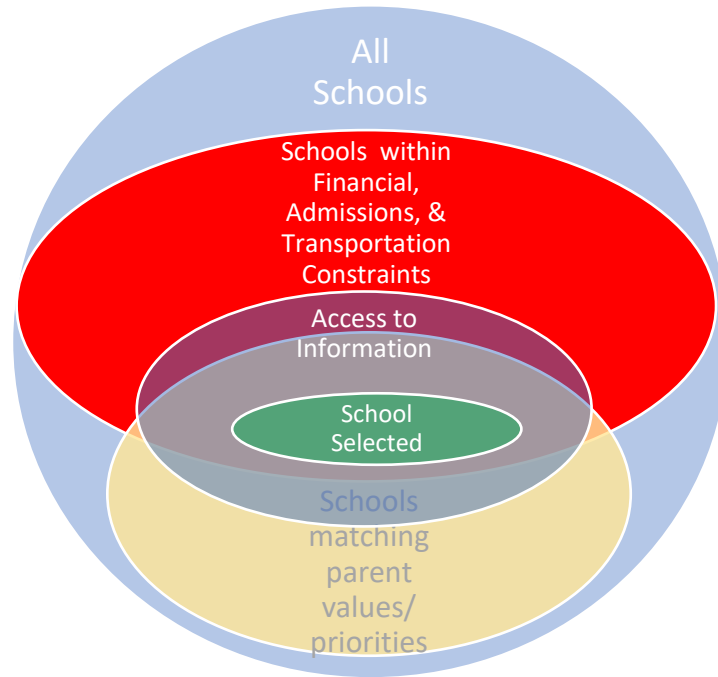 All
Schools
Schools within
Financial,
Admissions, &
Transportation
Constraints
Access to
Information
School
Selected
Schools
matching
parent
values/
priorities